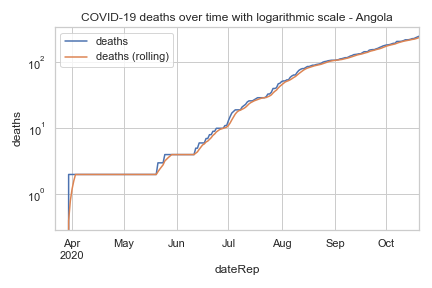 COVID-19 deaths over time with logarithmic scale - Angola
deaths
deaths (rolling)
10²
10¹
10⁰
deaths
Apr
2020
May
Jun
Jul
Aug
Sep
Oct
dateRep